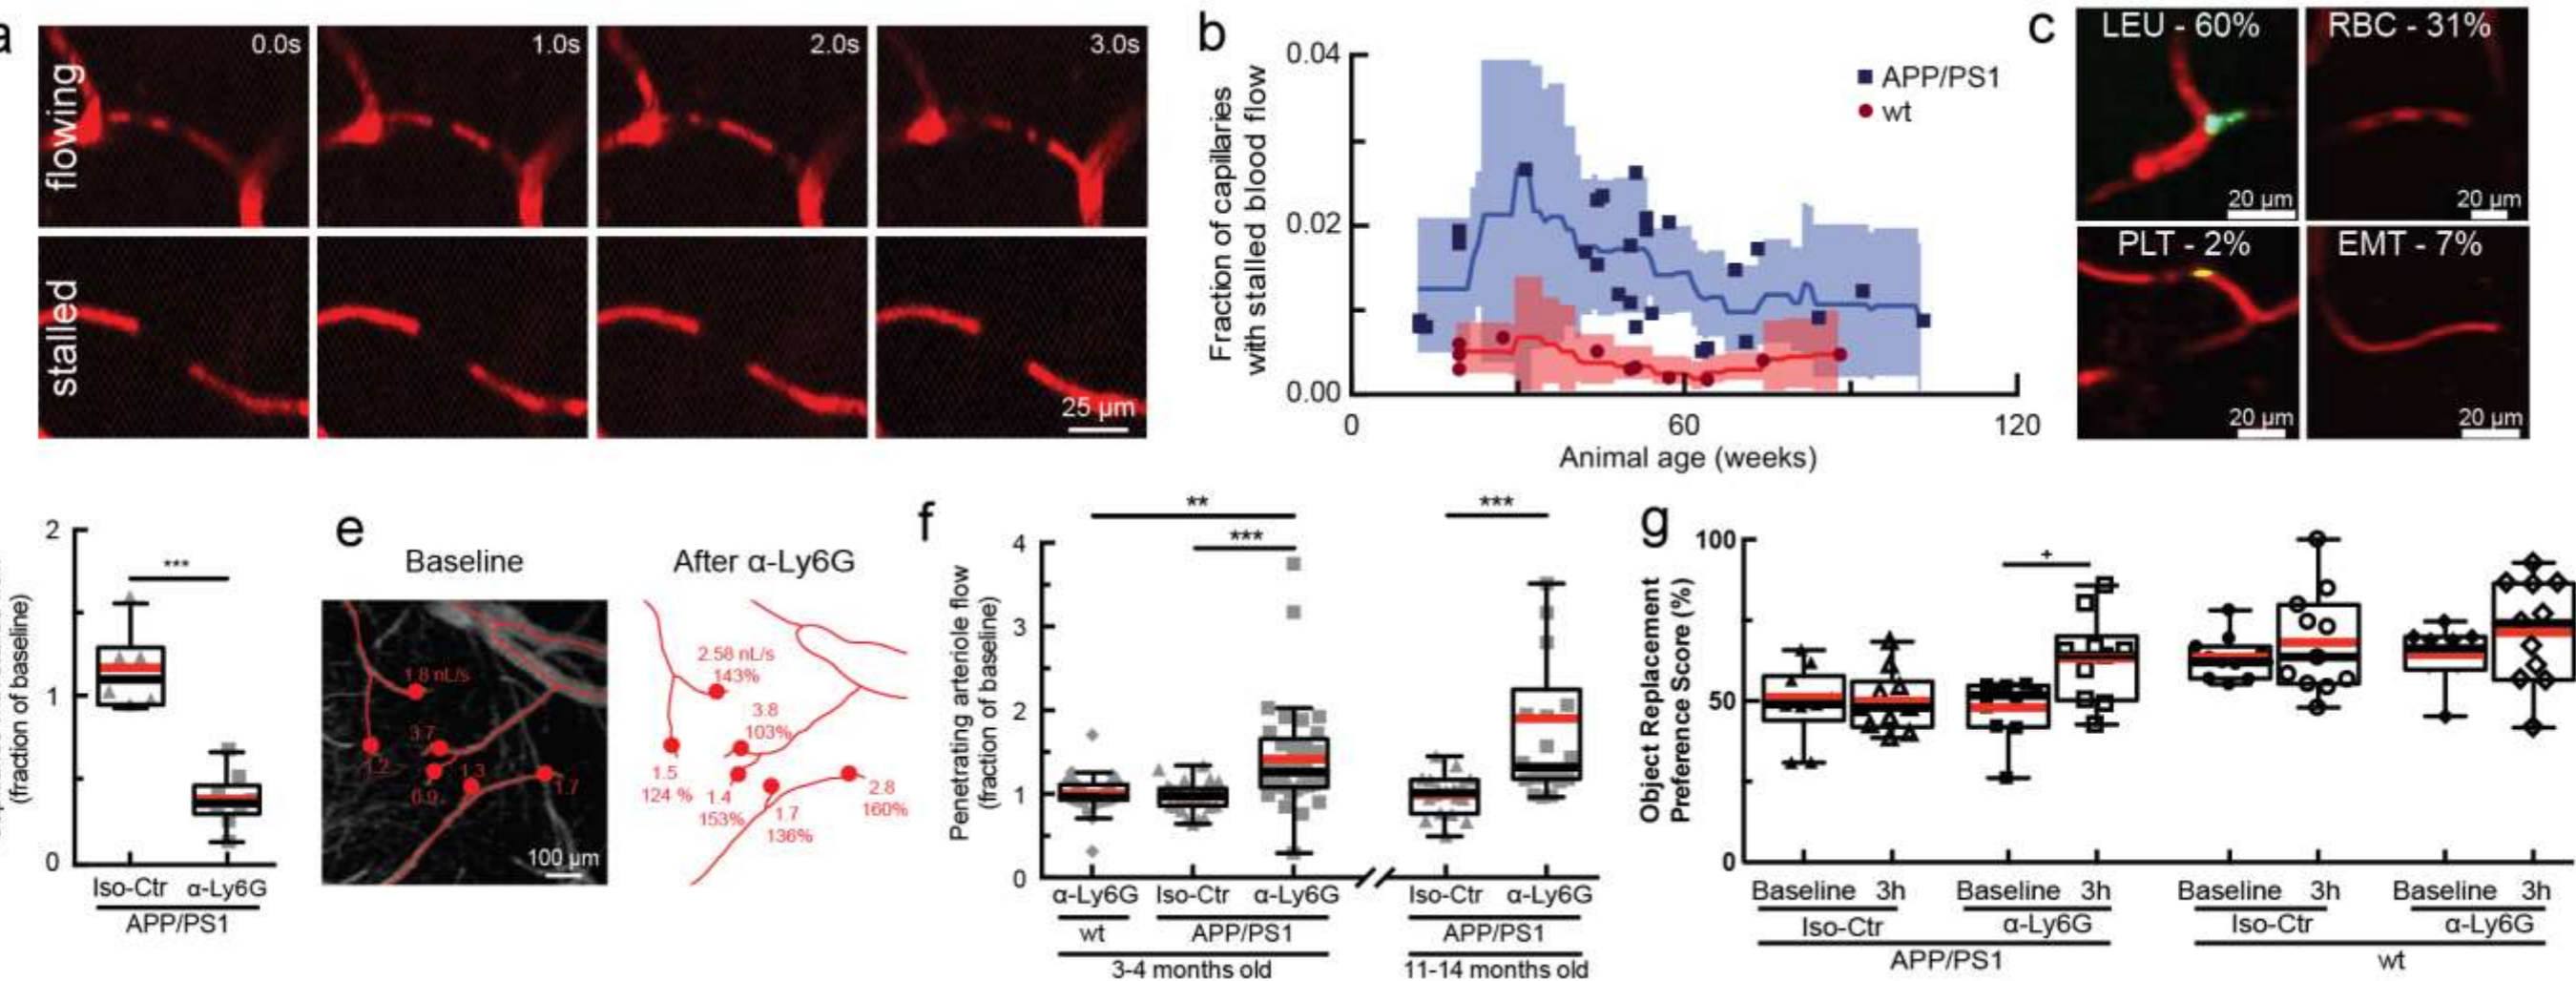 a
0.0s
1.0s
2.0s
3.0s
flowing
stalled
25 µm
b
0.04
0.02
0.00
Fraction of capillaries
with stalled blood flow
APP/PS1
wt
0
60
120
Animal age (weeks)
c
LEU - 60%
RBC - 31%
20 µm
20 µm
PLT - 2%
EMT - 7%
20 µm
20 µm
2
1
0
(fraction of baseline)
***
Iso-Ctr
α-Ly6G
APP/PS1
e
Baseline
After α-Ly6G
1.8 nL/s
3.7
1.2
0.9
1.3
1.7
100 µm
2.58 nL/s
143%
3.8
103%
1.5
124 %
1.4
153%
1.7
136%
2.8
160%
f
Penetrating arteriole flow
(fraction of baseline)
4
3
2
1
0
**
***
***
α-Ly6G
Iso-Ctr
α-Ly6G
Iso-Ctr
α-Ly6G
wt
APP/PS1
APP/PS1
3-4 months old
11-14 months old
g
Object Replacement
Preference Score (%)
100
50
0
+
Baseline 3h
Baseline 3h
Baseline 3h
Baseline 3h
Iso-Ctr
α-Ly6G
Iso-Ctr
α-Ly6G
APP/PS1
wt